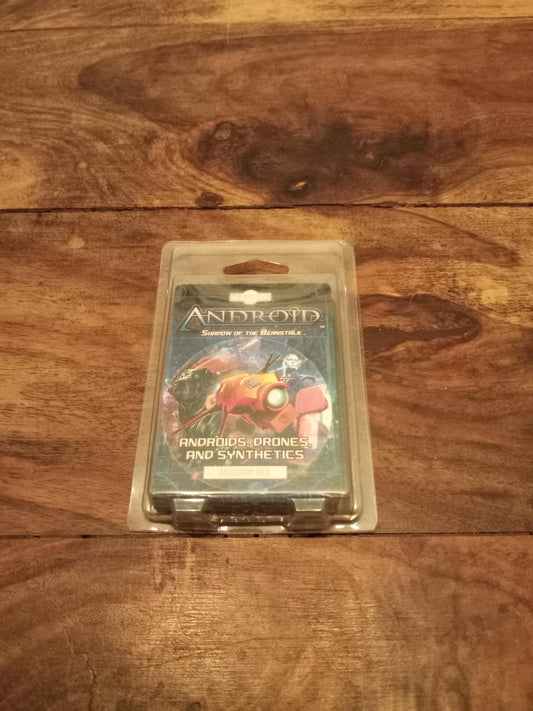 ANDROID
SHADOW OF THE BEANSTALK
ANDROIDS, DRONES,
AND SYNTHETICS
ADVERSARY DECK